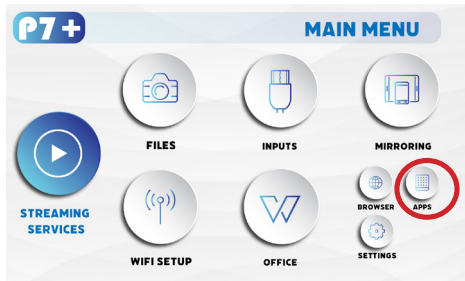 P7+
MAIN MENU
FILES
INPUTS
MIRRORING
BROWSER
APPS
STREAMING
SERVICES
SETTINGS
WIFI SETUP
OFFICE